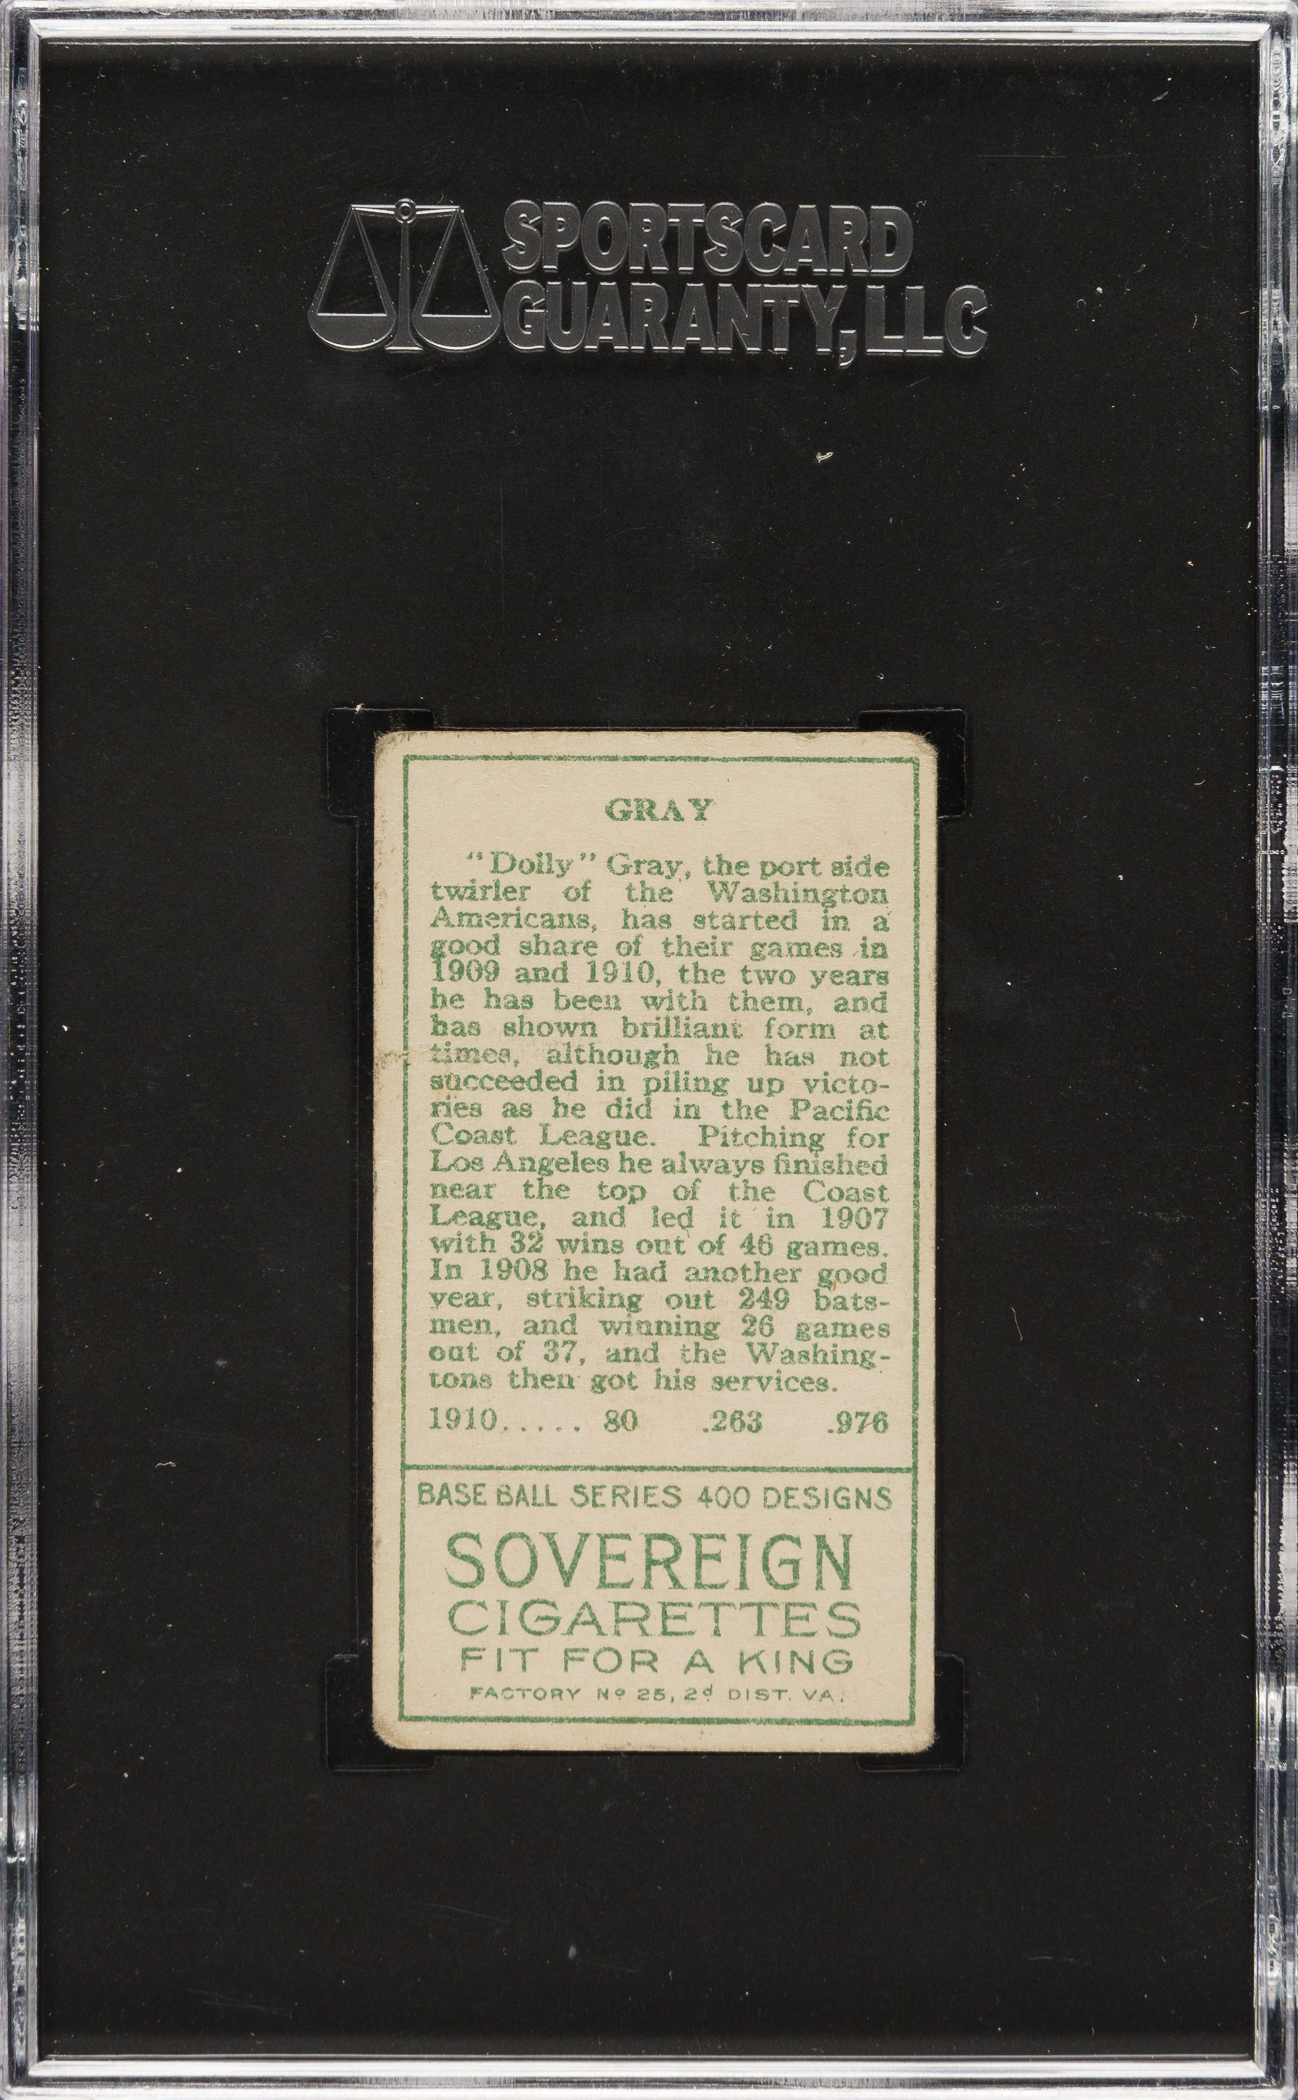 SPORTSCARD
GUARANTY, LLC
GRAY
"Dolly" Gray, the port side
twirler of the Washington
Americans, has started in a
good share of their games in
1909 and 1910, the two years
he has been with them, and
has shown brilliant form at
times, although he has not
succeeded in piling up victo-
ries as he did in the Pacific
Coast League. Pitching for
Los Angeles he always finished
near the top of the Coast
League, and led it in 1907
with 32 wins out of 46 games.
In 1908 he had another good
year, striking out 249 bats-
men, and winning 26 games
out of 37, and the Washing-
tons then got his services.
1910..... 80 .263 .976
BASE BALL SERIES 400 DESIGNS
SOVEREIGN
CIGARETTES
FIT FOR A KING
FACTORY Nº 25, 2d DIST. VA.